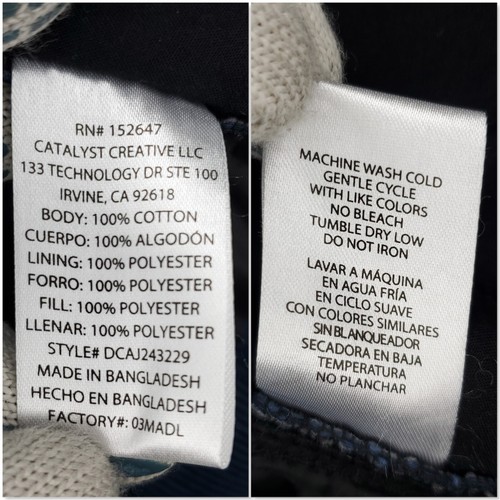 RN# 152647
CATALYST CREATIVE LLC
133 TECHNOLOGY DR STE 100
IRVINE, CA 92618
BODY: 100% COTTON
CUERPO: 100% ALGODÓN
LINING: 100% POLYESTER
FORRO: 100% POLYESTER
FILL: 100% POLYESTER
LLENAR: 100% POLYESTER
STYLE# DCAJ243229
MADE IN BANGLADESH
HECHO EN BANGLADESH
FACTORY#: 03MADL
MACHINE WASH COLD
GENTLE CYCLE
WITH LIKE COLORS
NO BLEACH
TUMBLE DRY LOW
DO NOT IRON
LAVAR A MÁQUINA
EN AGUA FRÍA
EN CICLO SUAVE
CON COLORES SIMILARES
SIN BLANQUEADOR
SECADORA EN BAJA
TEMPERATURA
NO PLANCHAR